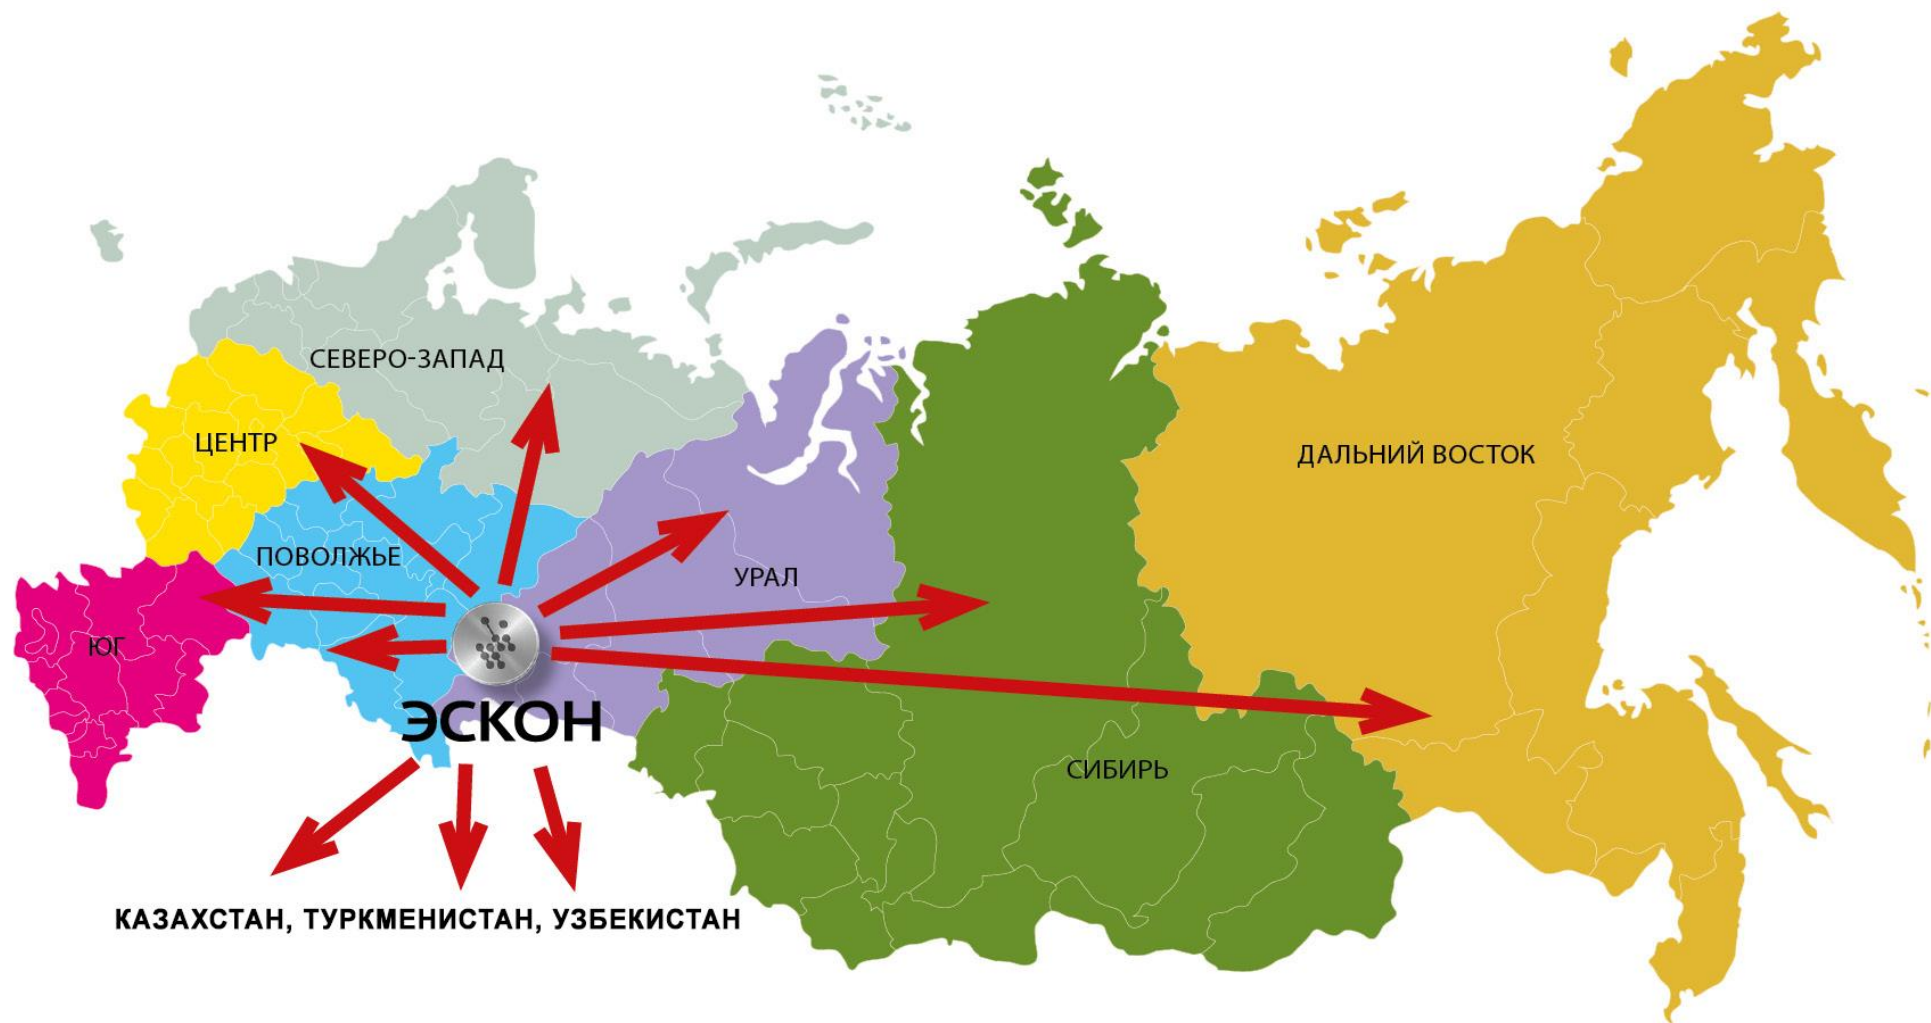 СЕВЕРО-ЗАПАД
ЦЕНТР
ДАЛЬНИЙ ВОСТОК
ПОВОЛЖЬЕ
УРАЛ
ЮГ
ЭСКОН
СИБИРЬ
КАЗАХСТАН, ТУРКМЕНИСТАН, УЗБЕКИСТАН